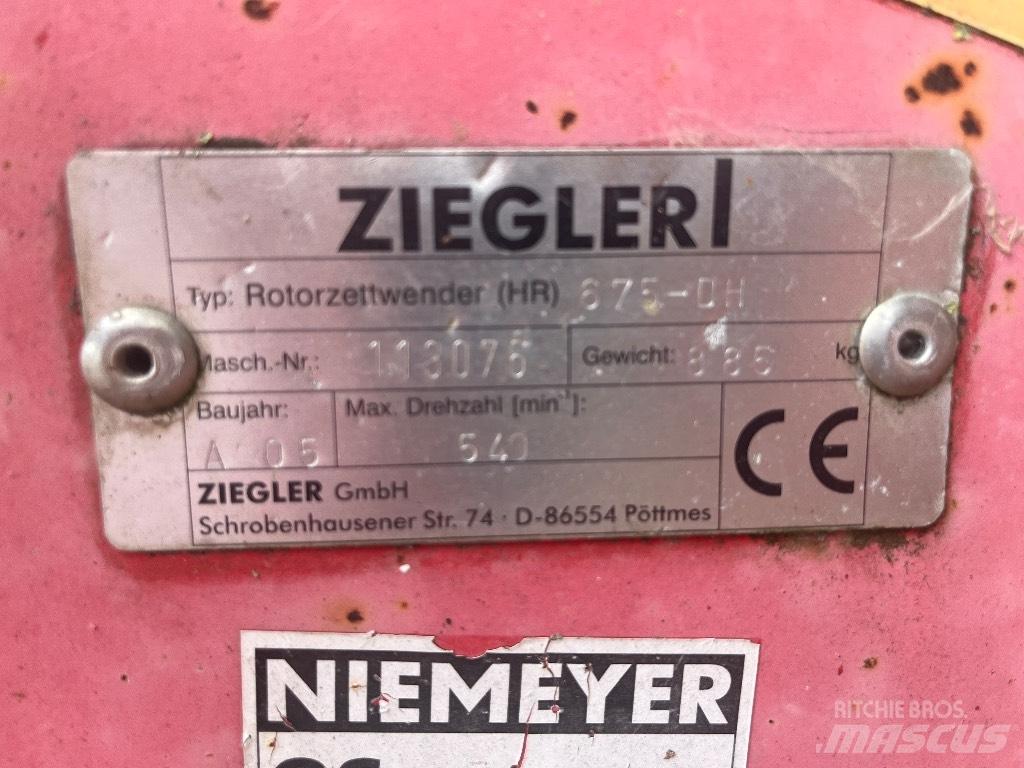 ZIEGLER
Typ: Rotorzettwender (HR) 675-DH
Masch.-Nr.: 113076 Gewicht: 885 kg
Baujahr: A 05 Max. Drehzahl [min⁻¹]: 540
CE
ZIEGLER GmbH
Schrobenhausener Str. 74 · D-86554 Pöttmes
NIEMEYER
RITCHIE BROS.
MASCUS